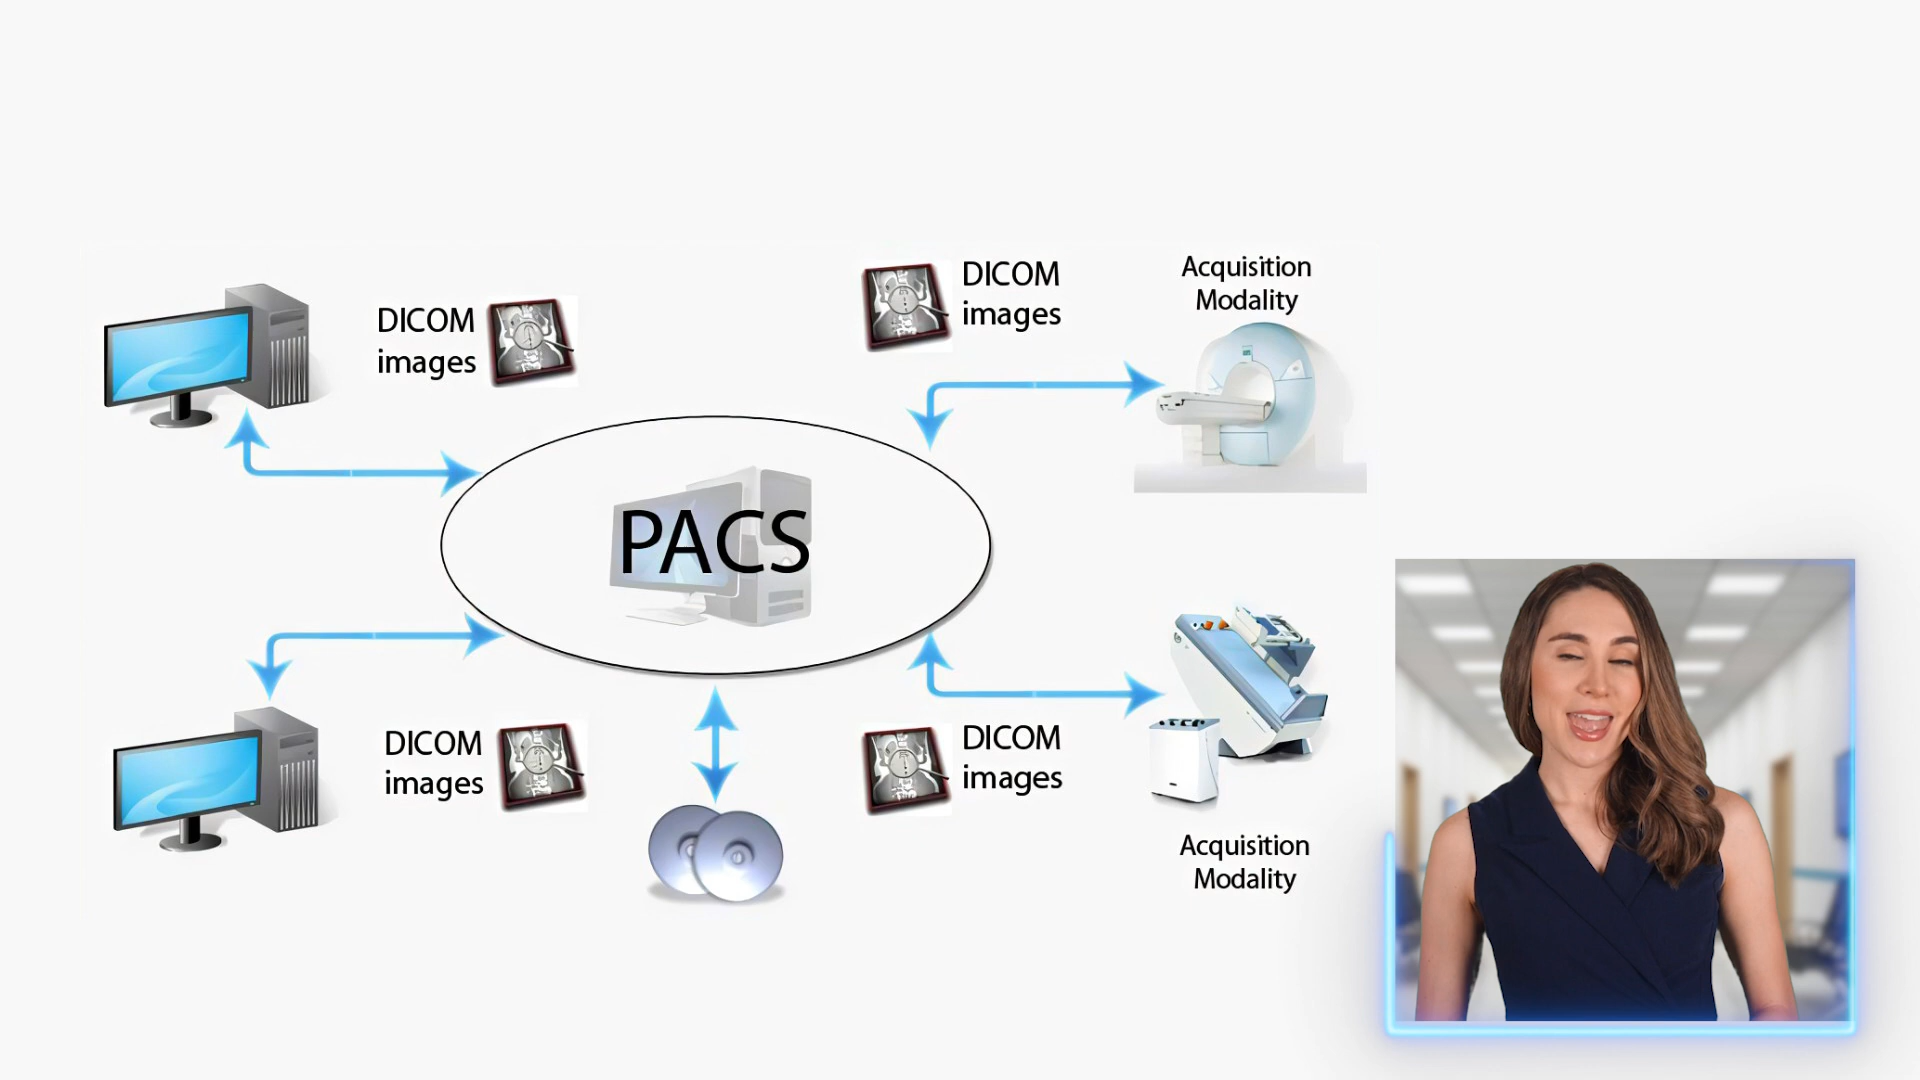 DICOM
images
DICOM
images
Acquisition
Modality
PACS
DICOM
images
DICOM
images
Acquisition
Modality